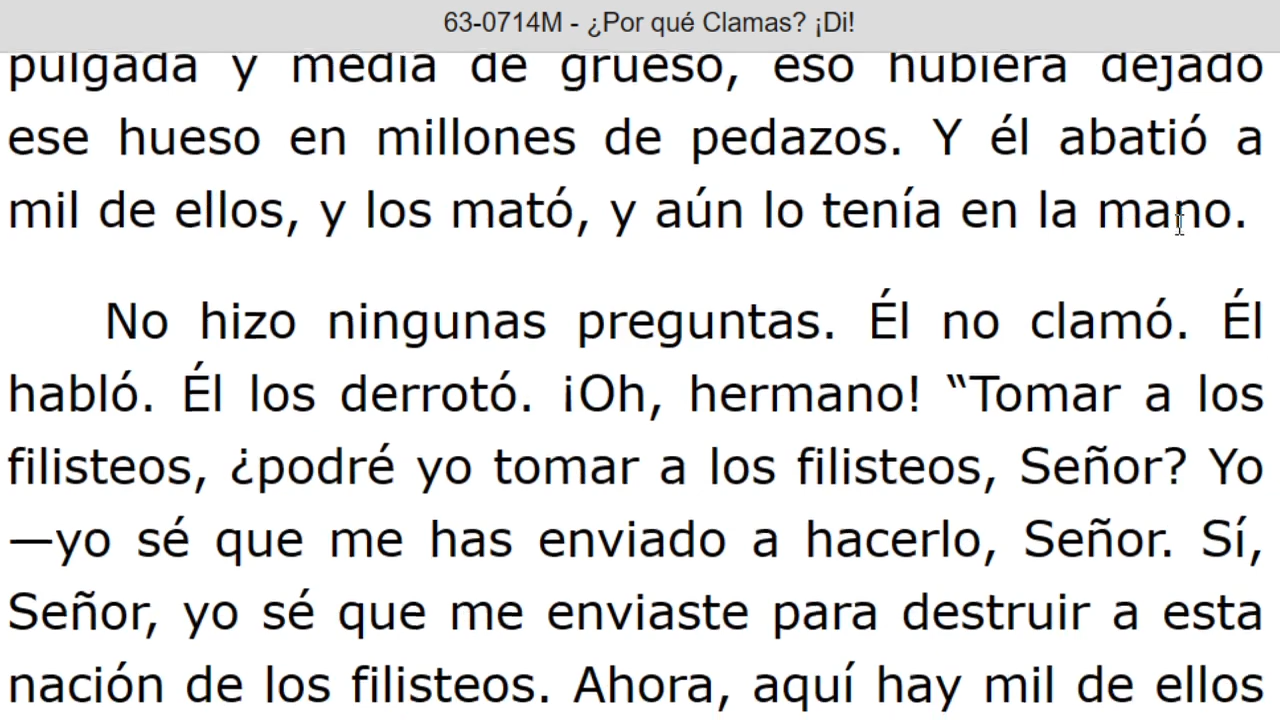 63-0714M - ¿Por qué Clamas? ¡Di!
pulgada y media de grueso, eso hubiera dejado
ese hueso en millones de pedazos. Y él abatió a
mil de ellos, y los mató, y aún lo tenía en la mano.
No hizo ningunas preguntas. Él no clamó. Él
habló. Él los derrotó. ¡Oh, hermano! “Tomar a los
filisteos, ¿podré yo tomar a los filisteos, Señor? Yo
—yo sé que me has enviado a hacerlo, Señor. Sí,
Señor, yo sé que me enviaste para destruir a esta
nación de los filisteos. Ahora, aquí hay mil de ellos